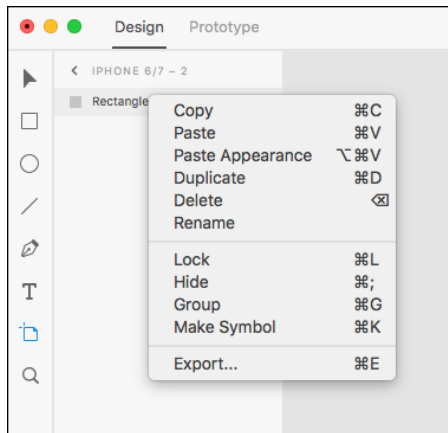 Design Prototype
IPHONE 6/7 – 2
Rectangle
Copy ⌘C
Paste ⌘V
Paste Appearance ⌥⌘V
Duplicate ⌘D
Delete ⌫
Rename
Lock ⌘L
Hide ⌘;
Group ⌘G
Make Symbol ⌘K
Export... ⌘E
T